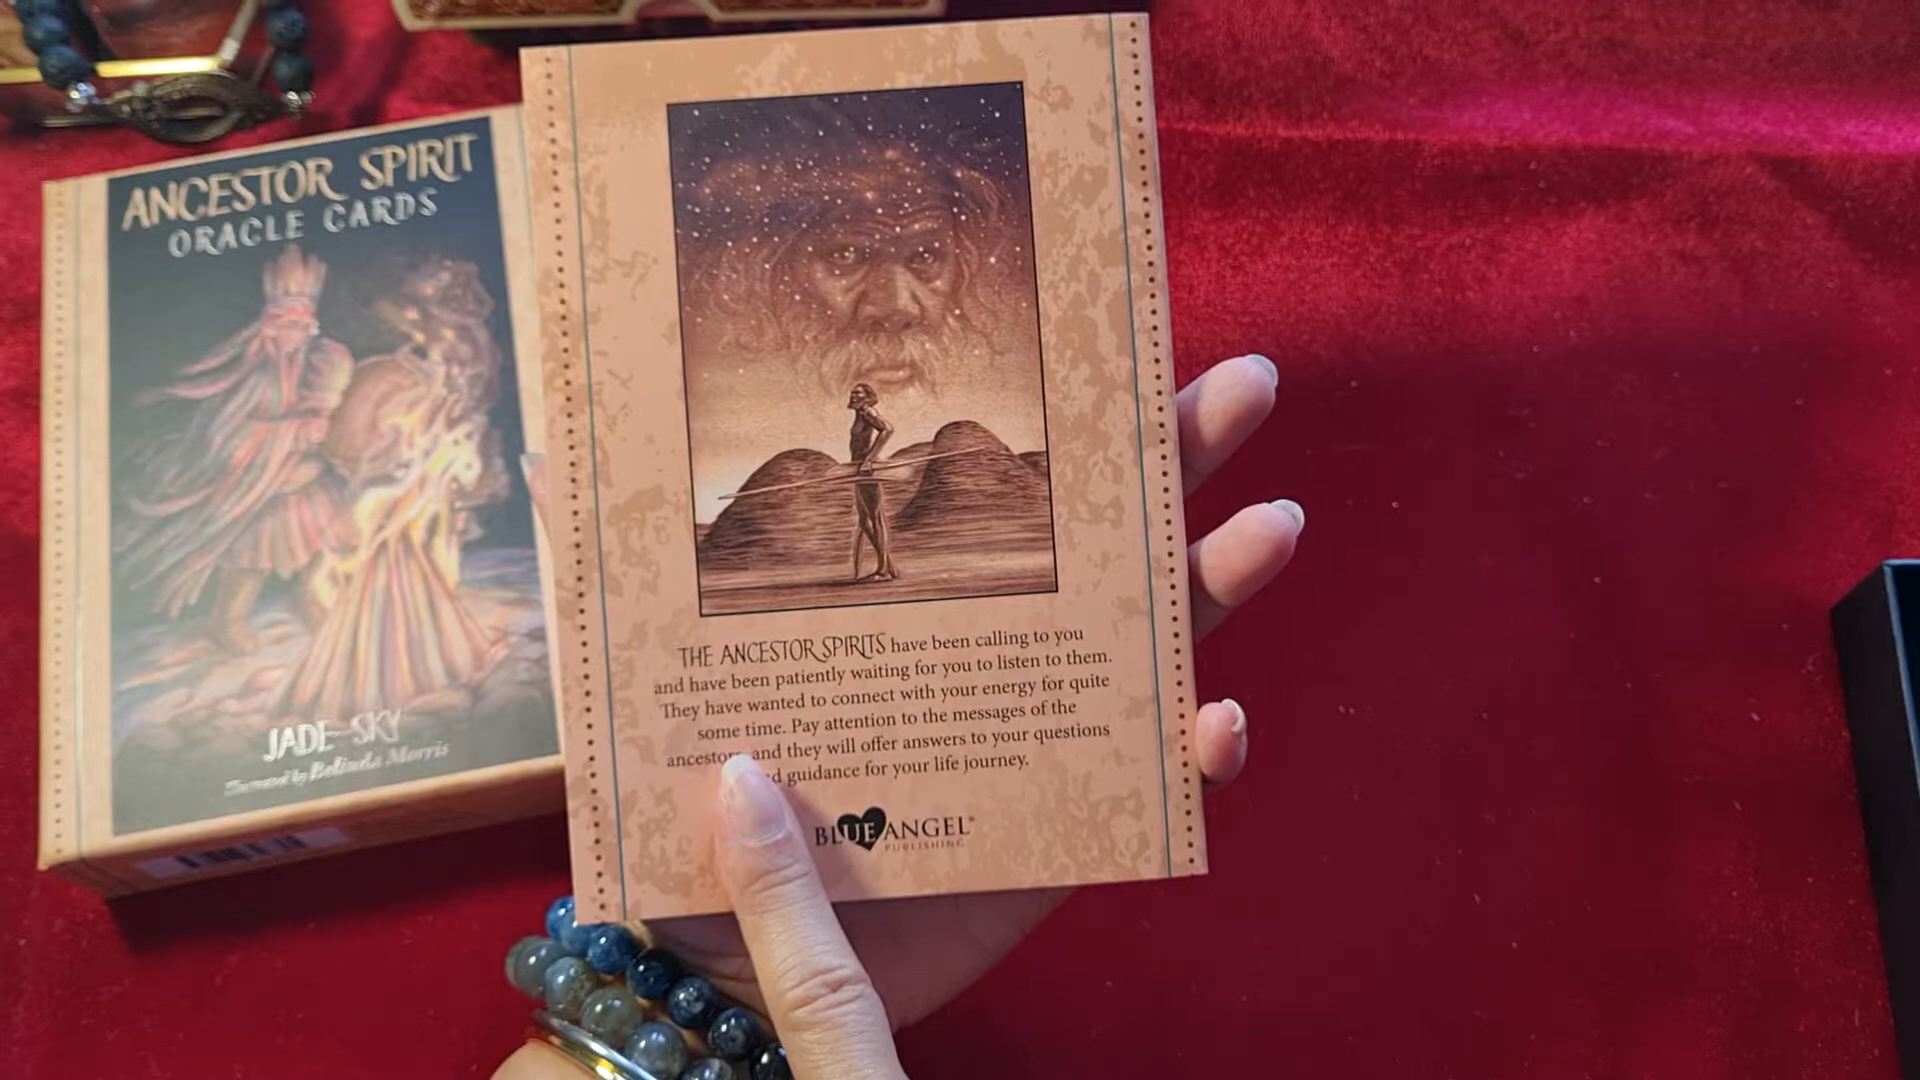 ANCESTOR SPIRIT
ORACLE CARDS
JADE SKY
Illustrated by Belinda Morris
THE ANCESTOR SPIRITS have been calling to you
and have been patiently waiting for you to listen to them.
They have wanted to connect with your energy for quite
some time. Pay attention to the messages of the
and they will offer answers to your questions
guidance for your life journey.
BLUE ANGEL®
PUBLISHING